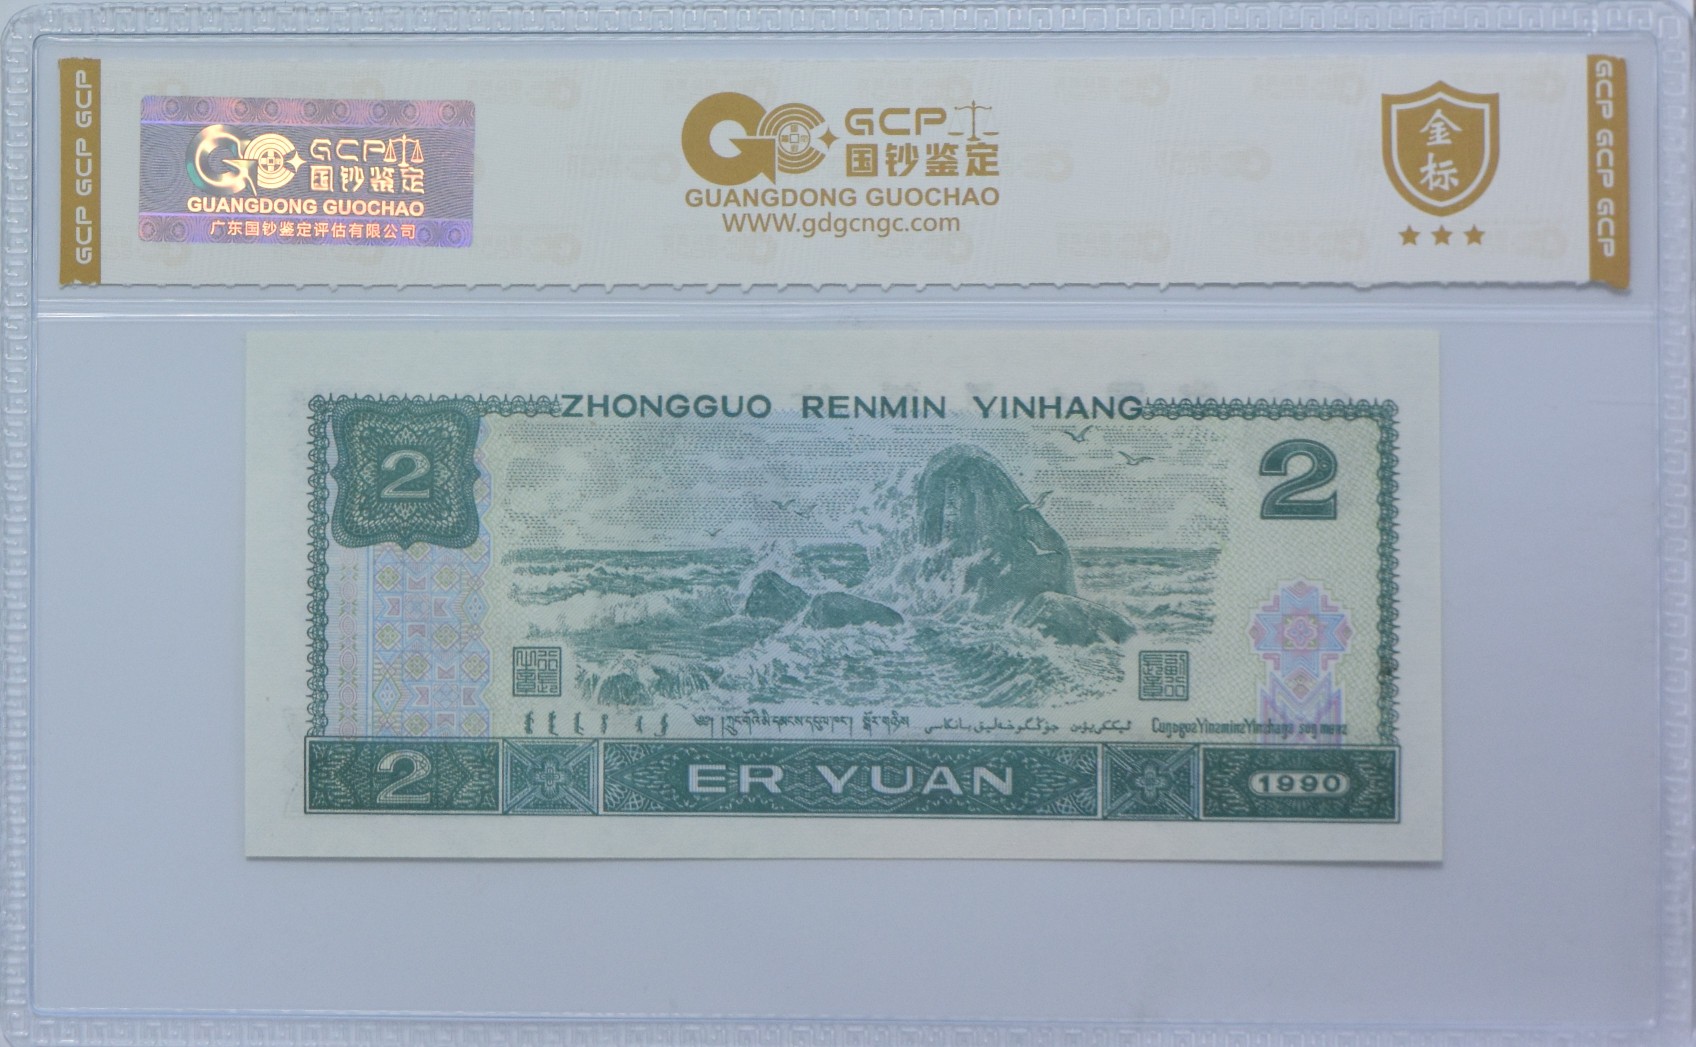 GCP GCP GCP
GCP
国钞鉴定
GUANGDONG GUOCHAO
广东国钞鉴定评估有限公司
GCP
国钞鉴定
GUANGDONG GUOCHAO
WWW.gdgcngc.com
金标
GCP GCP GCP
ZHONGGUO RENMIN YINHANG
2
2
2
ER YUAN
1990